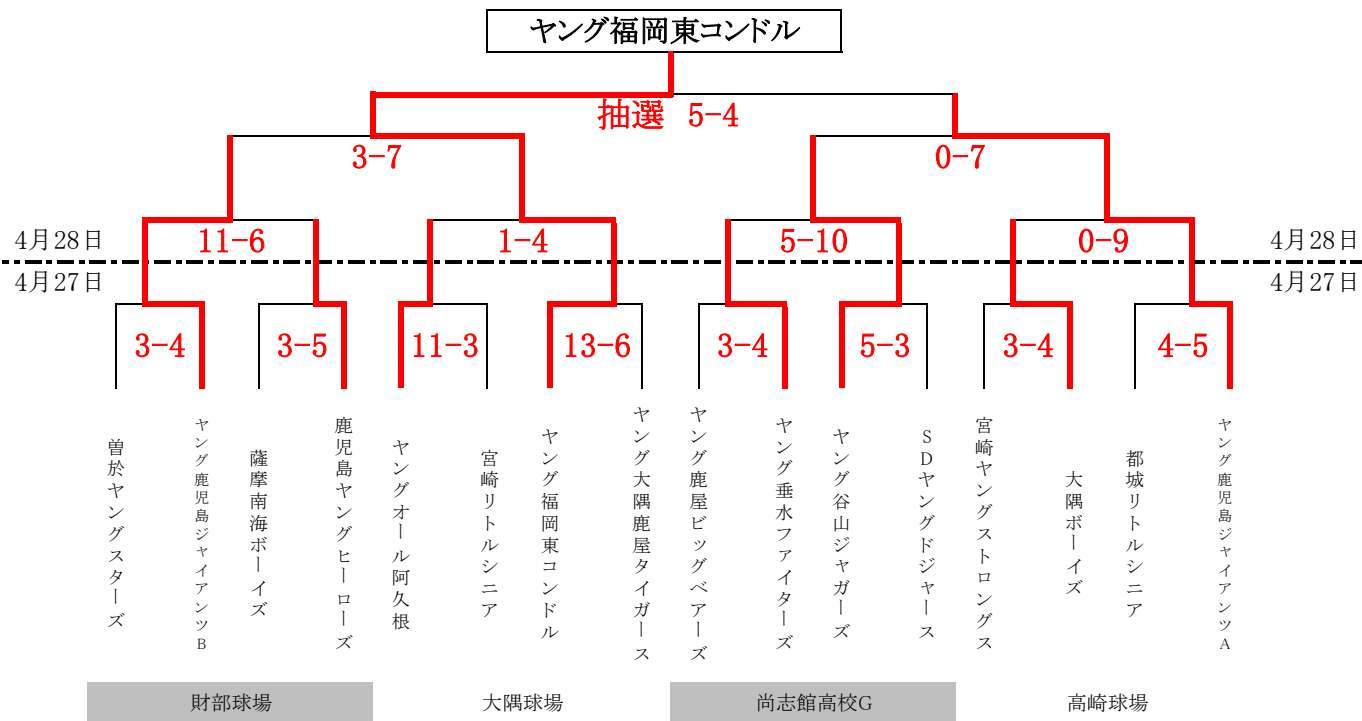 ヤング福岡東コンドル
抽選 5-4
3-7
0-7
4月28日
11-6
1-4
5-10
0-9
4月28日
4月27日
4月27日
3-4
3-5
11-3
13-6
3-4
5-3
3-4
4-5
曽於ヤングスターズ
ヤング鹿児島ジャイアンツB
薩摩南海ボーイズ
鹿児島ヤングヒーローズ
ヤングオール阿久根
宮崎リトルシニア
ヤング福岡東コンドル
ヤング大隅鹿屋タイガース
ヤング鹿屋ビッグベアーズ
ヤング垂水ファイターズ
ヤング谷山ジャガーズ
SDヤングドジャース
宮崎ヤングストロングス
大隅ボーイズ
都城リトルシニア
ヤング鹿児島ジャイアンツA
財部球場
大隅球場
尚志館高校G
高崎球場